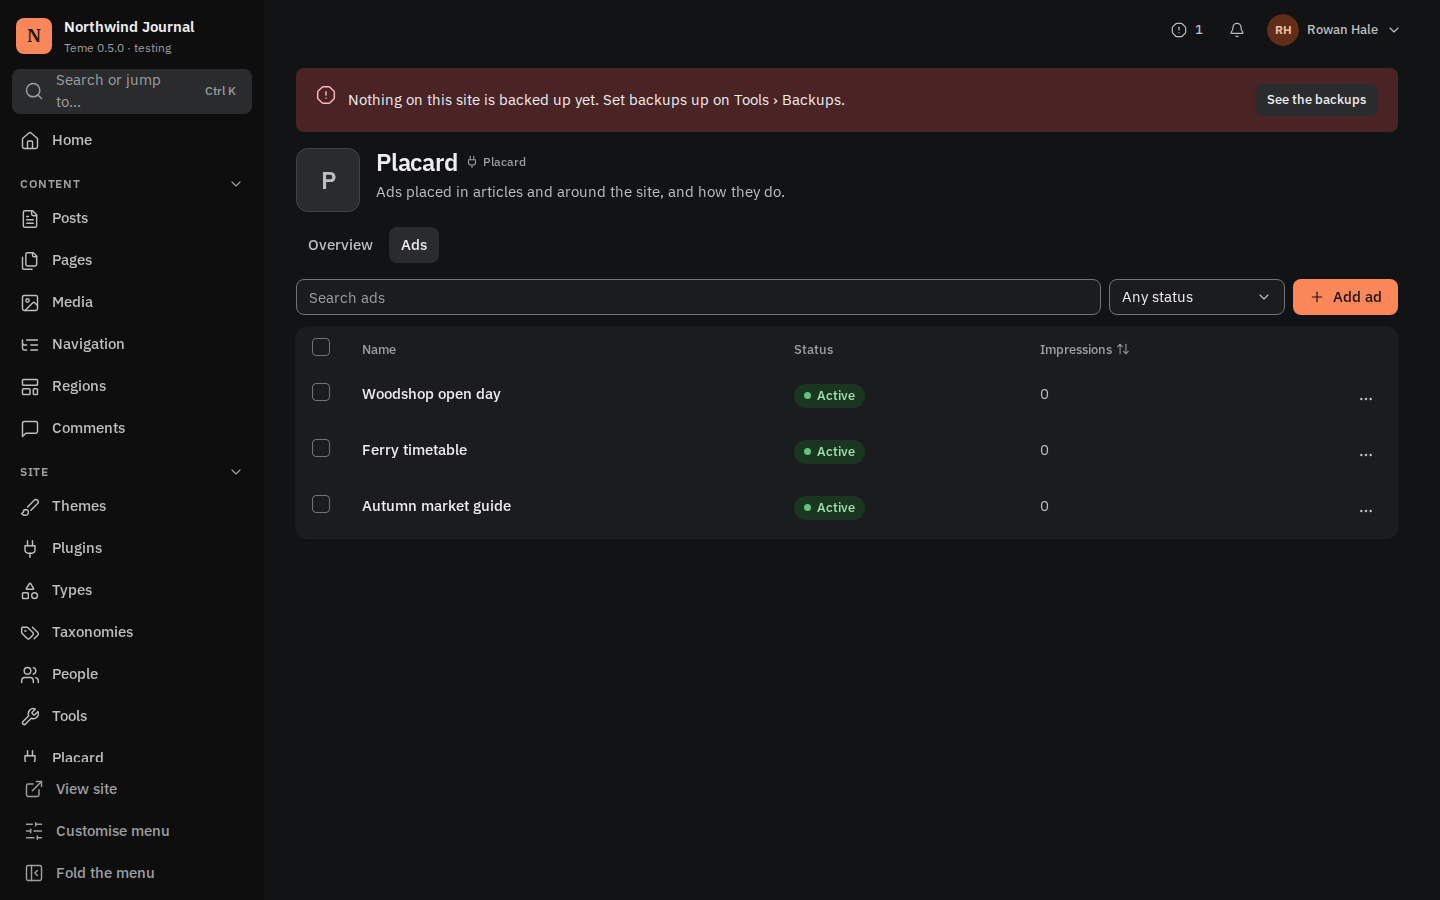 N
Northwind Journal
Teme 0.5.0 · testing
Search or jump to...
Ctrl K
Home
CONTENT
Posts
Pages
Media
Navigation
Regions
Comments
SITE
Themes
Plugins
Types
Taxonomies
People
Tools
Placard
View site
Customise menu
Fold the menu
1
RH
Rowan Hale
Nothing on this site is backed up yet. Set backups up on Tools › Backups.
See the backups
P
Placard
Placard
Ads placed in articles and around the site, and how they do.
Overview
Ads
Search ads
Any status
Add ad
Name
Status
Impressions
Woodshop open day
Active
0
Ferry timetable
Active
0
Autumn market guide
Active
0